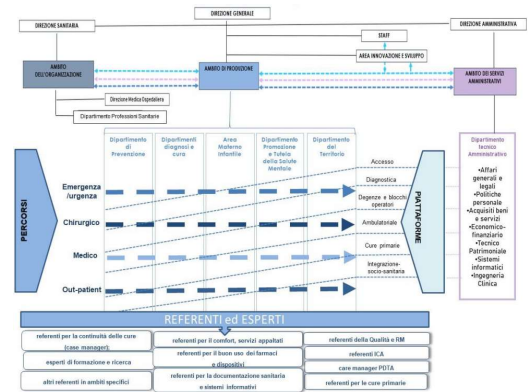 DIREZIONE GENERALE
DIREZIONE SANITARIA
DIREZIONE AMMINISTRATIVA
STAFF
AREA INNOVAZIONE E SVILUPPO
AMBITO
DELL'ORGANIZZAZIONE
AMBITO DI PRODUZIONE
AMBITO DEI SERVIZI
AMMINISTRATIVI
Direzione Medica Ospedaliera
Dipartimento Professioni Sanitarie
Dipartimento
di
Prevenzione
Dipartimenti
diagnosi e
cura
Area
Materno
Infantile
Dipartimento
Promozione
e Tutela
della Salute
Mentale
Dipartimento
del
Territorio
Dipartimento
tecnico
Amministrativo
•Affari
generali e
legali
•Politiche
personale
•Acquisiti beni
e servizi
•Economico-
finanziario
•Tecnico
Patrimoniale
•Sistemi
informatici
•Ingegneria
Clinica
PERCORSI
Emergenza
/urgenza
Chirurgico
Medico
Out-patient
Accesso
Diagnostica
Degenze e blocchi
operatori
Ambulatoriale
Cure primarie
Integrazione-
socio-sanitaria
PIATTAFORME
REFERENTI ed ESPERTI
referenti per la continuità delle cure
(case manager);
esperti di formazione e ricerca
altri referenti in ambiti specifici
referenti per il comfort, servizi appaltati
referenti per il buon uso dei farmaci
e dispositivi
referenti per la documentazione sanitaria
e sistemi informativi
referenti della Qualità e RM
referenti ICA
care manager PDTA
referenti per le cure primarie